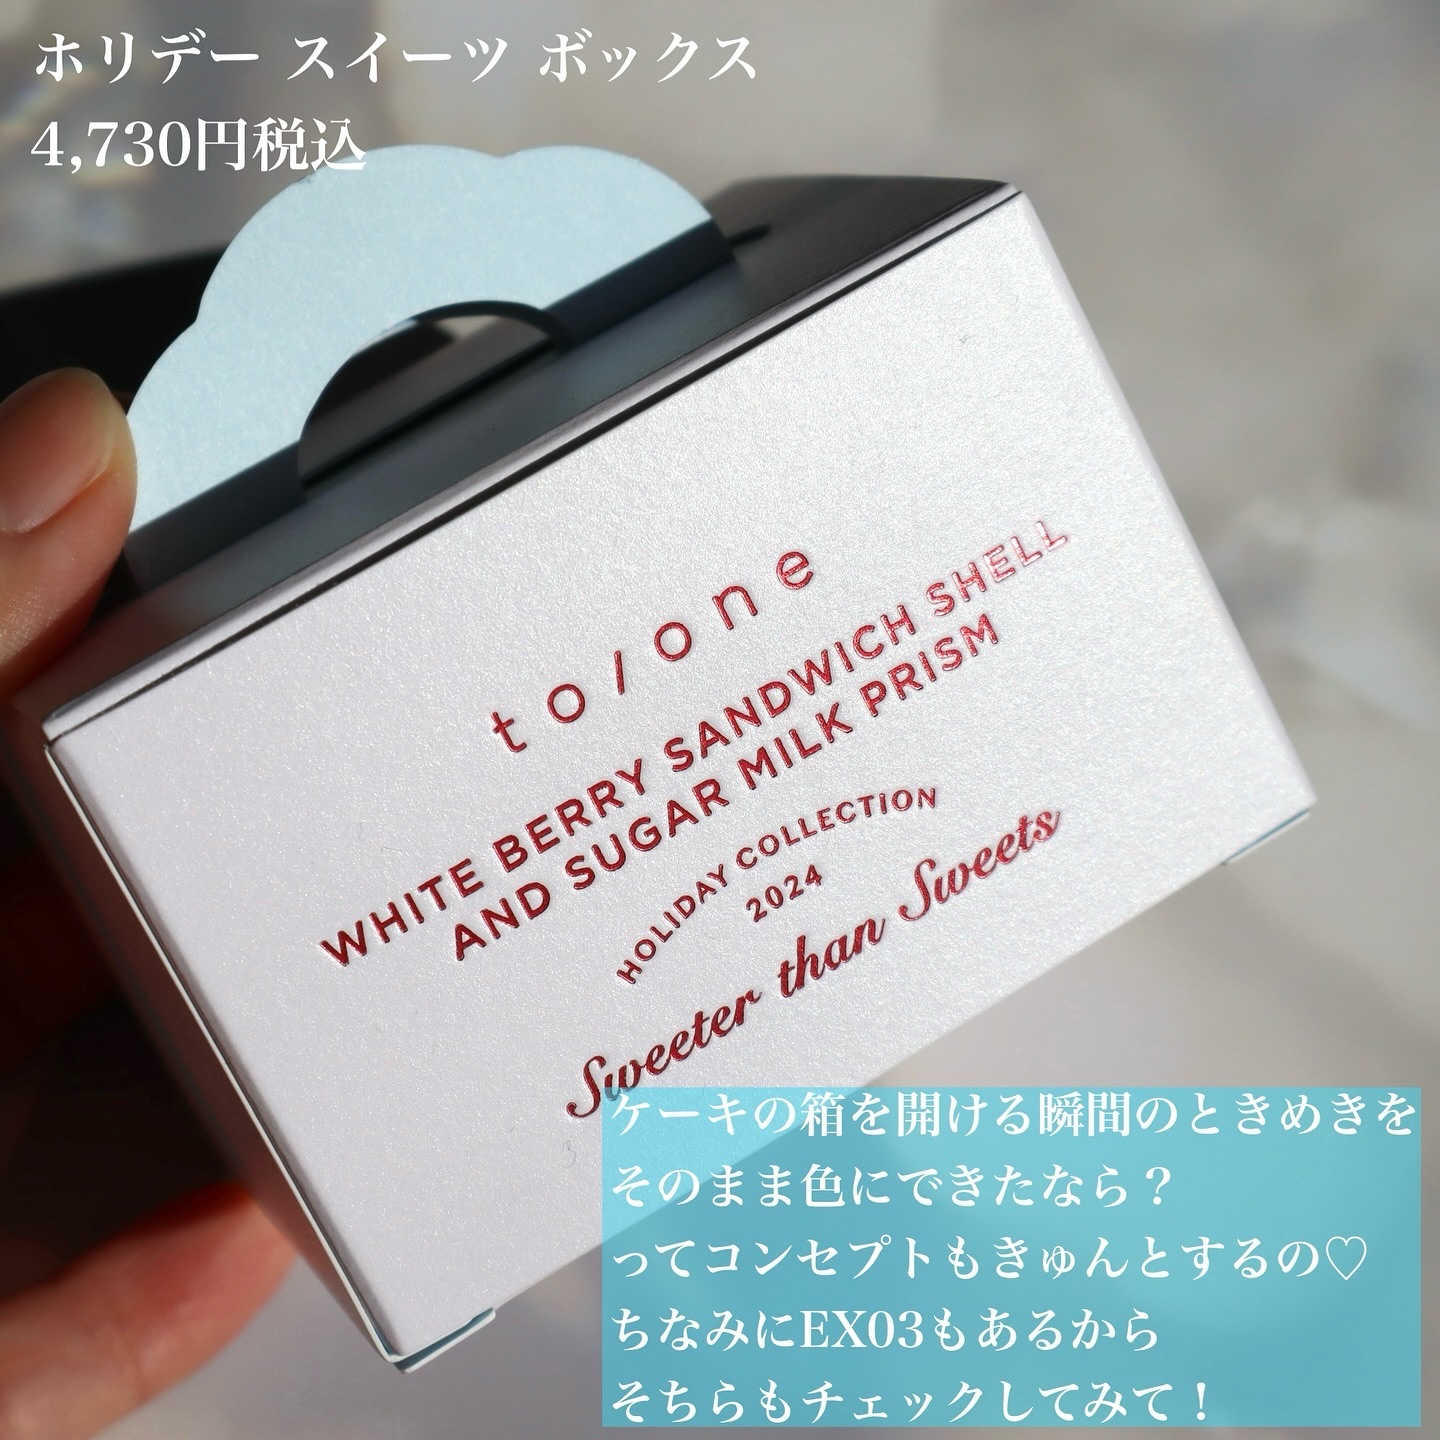 ホリデー スイーツ ボックス
4,730円税込
to/one
WHITE BERRY SANDWICH SHELL
AND SUGAR MILK PRISM
HOLIDAY COLLECTION
2024
Sweeter than Sweets
ケーキの箱を開ける瞬間のときめきを
そのまま色にできたなら？
ってコンセプトもきゅんとするの♡
ちなみにEX03もあるから
そちらもチェックしてみて！